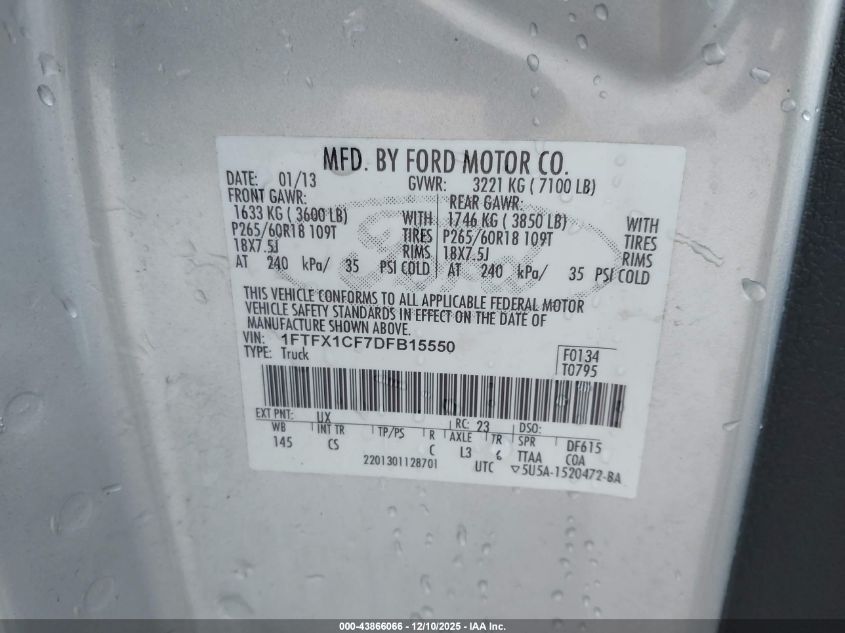 MFD. BY FORD MOTOR CO.
DATE: 01/13 GVWR: 3221 KG ( 7100 LB)
FRONT GAWR: REAR GAWR:
1633 KG ( 3600 LB) WITH 1746 KG ( 3850 LB) WITH
P265/60R18 109T TIRES P265/60R18 109T TIRES
18X7.5J RIMS 18X7.5J RIMS
AT 240 kPa/ 35 PSI COLD AT 240 kPa/ 35 PSI COLD
THIS VEHICLE CONFORMS TO ALL APPLICABLE FEDERAL MOTOR
VEHICLE SAFETY STANDARDS IN EFFECT ON THE DATE OF
MANUFACTURE SHOWN ABOVE.
VIN: 1FTFX1CF7DFB15550 F0134
TYPE: Truck T0795
EXT PNT: UX RC: 23 DSO:
WB INT TR TP/PS R AXLE TR SPR DF615
145 CS C L3 6 TTAA COA
2201301128701 UTC ▽5U5A-1520472-BA
000-43866066 - 12/10/2025 - IAA Inc.